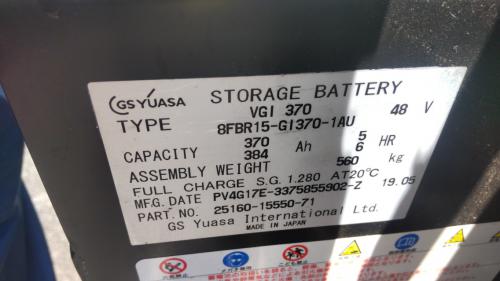 GS YUASA STORAGE BATTERY
VGI 370 48 V
TYPE 8FBR15-GI370-1AU
370 5
CAPACITY Ah HR
384 6
ASSEMBLY WEIGHT 560 kg
FULL CHARGE S.G. 1.280 AT 20°C
MFG. DATE PV4G17E-3375855902-Z 19.05
PART NO. 25160-15550-71
GS Yuasa International Ltd.
MADE IN JAPAN